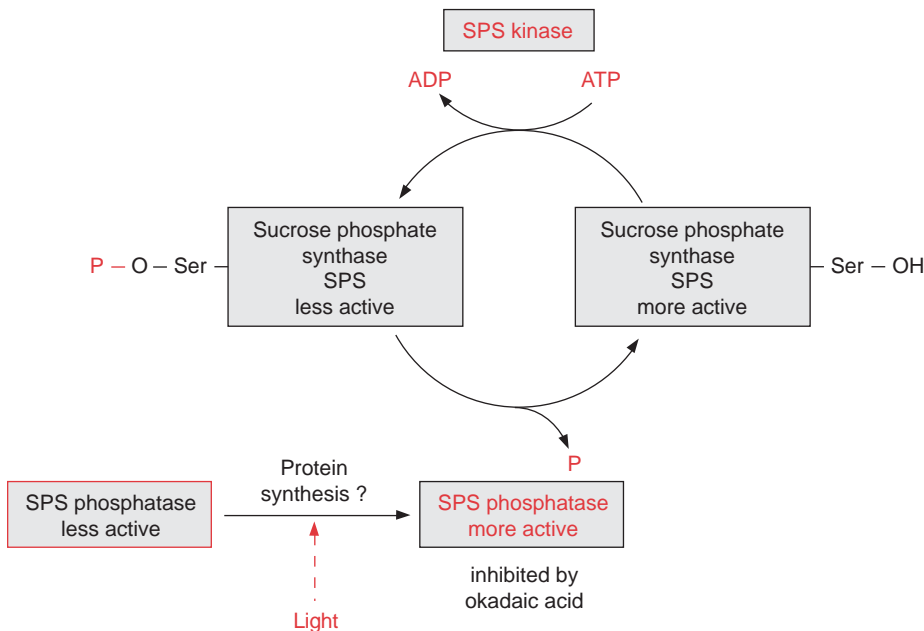 SPS kinase
ADP
ATP
Sucrose phosphate
synthase
SPS
less active
P – O – Ser
Sucrose phosphate
synthase
SPS
more active
Ser – OH
P
Protein
synthesis ?
SPS phosphatase
less active
SPS phosphatase
more active
inhibited by
okadaic acid
Light